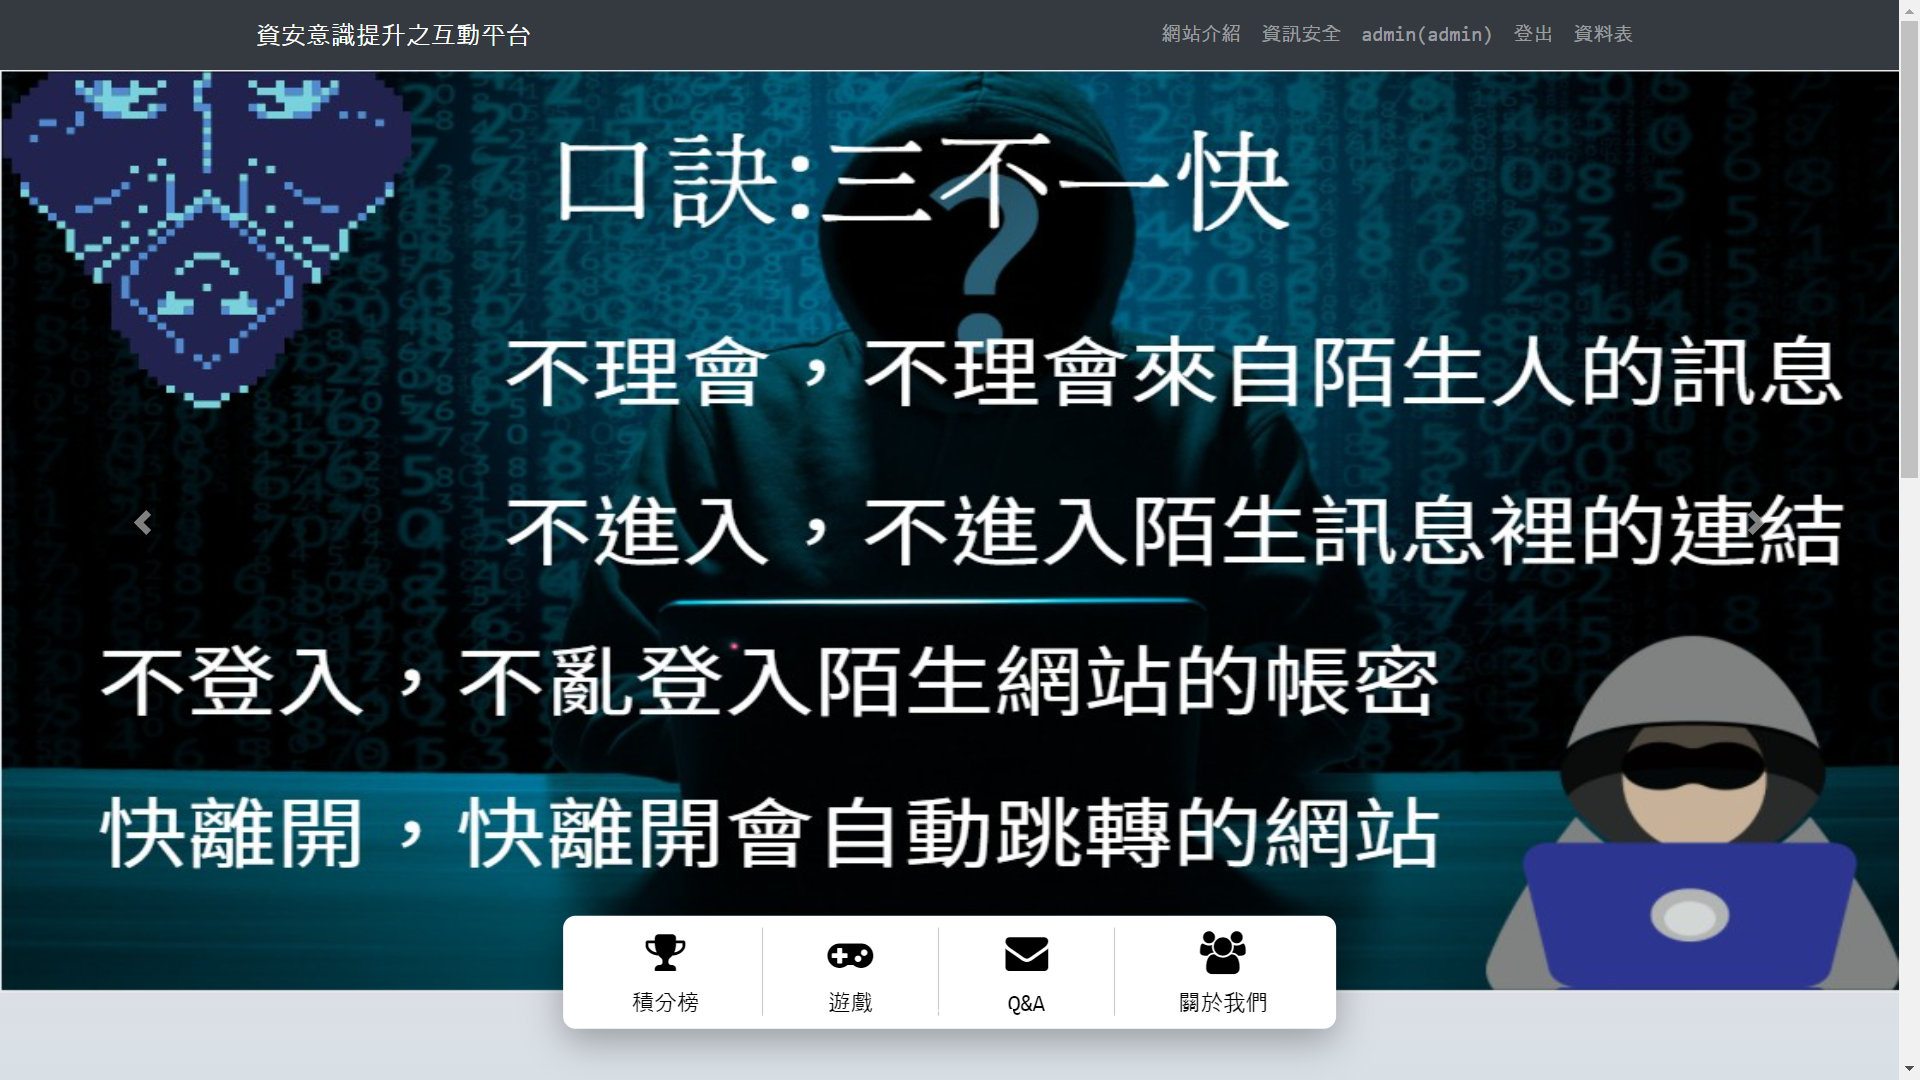 資安意識提升之互動平台
網站介紹 資訊安全 admin(admin) 登出 資料表
口訣:三不一快
不理會，不理會來自陌生人的訊息
不進入，不進入陌生訊息裡的連結
不登入，不亂登入陌生網站的帳密
快離開，快離開會自動跳轉的網站
積分榜 遊戲 Q&A 關於我們